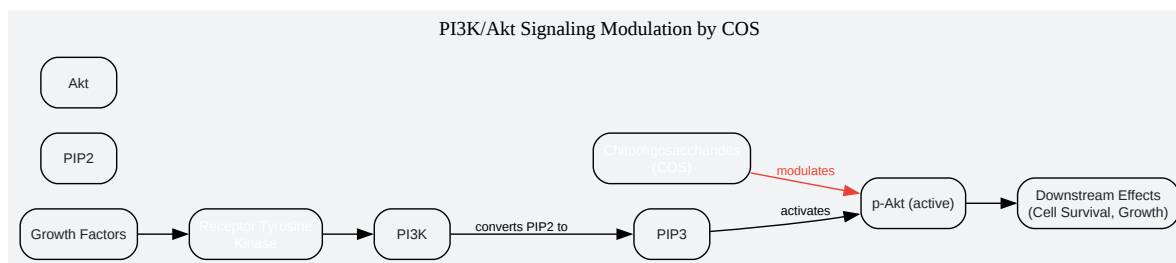 PI3K/Akt Signaling Modulation by COS
Akt
PIP2
Chitooligosaccharides
(COS)
modulates
Growth Factors
Receptor Tyrosine
Kinase
PI3K
converts PIP2 to
PIP3
activates
p-Akt (active)
Downstream Effects
(Cell Survival, Growth)